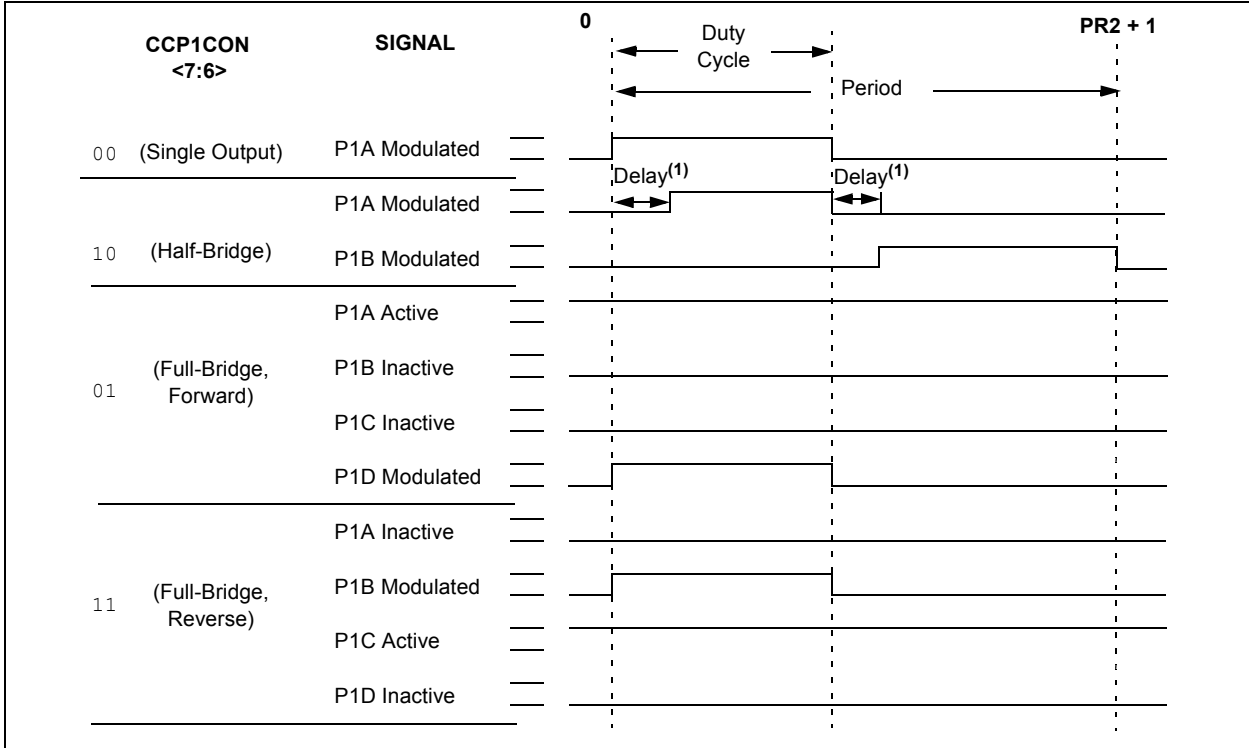 0
PR2 + 1
CCP1CON
<7:6>
SIGNAL
Duty
Cycle
Period
00 (Single Output) P1A Modulated
Delay(1)
Delay(1)
P1A Modulated
10 (Half-Bridge)
P1B Modulated
P1A Active
01 (Full-Bridge,
Forward)
P1B Inactive
P1C Inactive
P1D Modulated
P1A Inactive
11 (Full-Bridge,
Reverse)
P1B Modulated
P1C Active
P1D Inactive